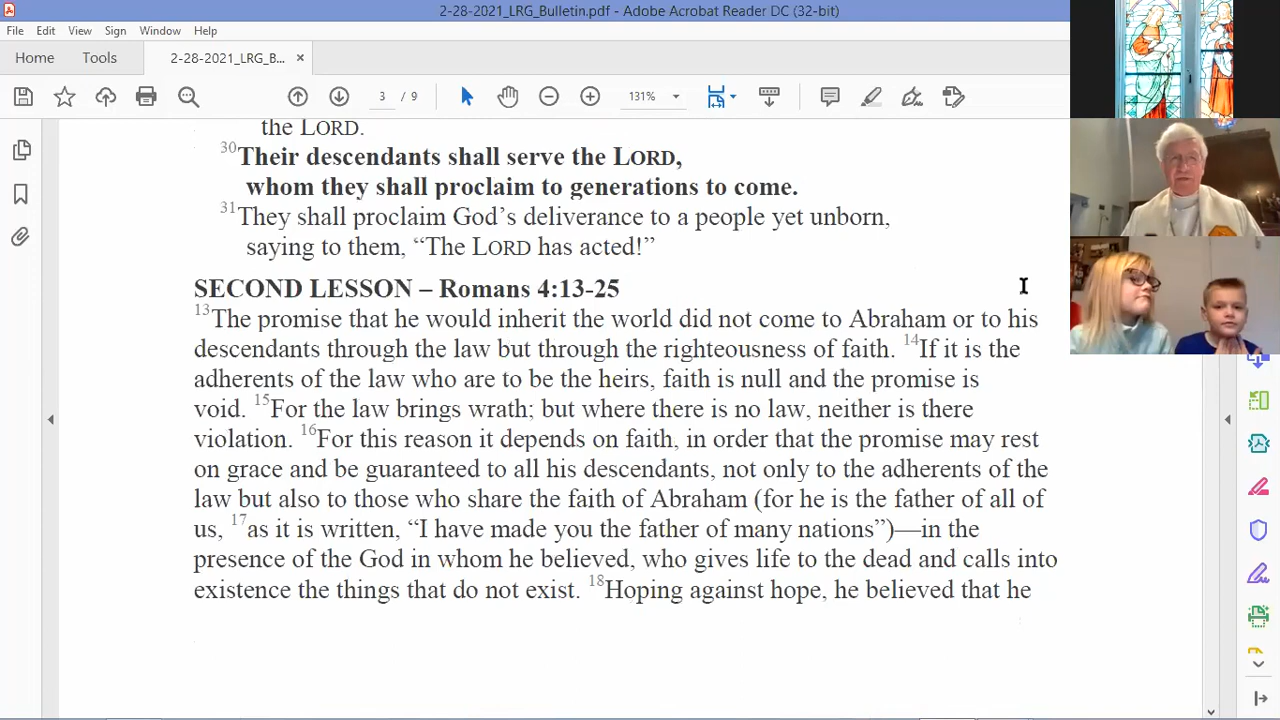 2-28-2021_LRG_Bulletin.pdf - Adobe Acrobat Reader DC (32-bit)
File Edit View Sign Window Help
Home Tools 2-28-2021_LRG_B... ×
3 / 9 131%
the LORD.
30Their descendants shall serve the LORD,
whom they shall proclaim to generations to come.
31They shall proclaim God’s deliverance to a people yet unborn,
saying to them, “The LORD has acted!”
SECOND LESSON – Romans 4:13-25
13The promise that he would inherit the world did not come to Abraham or to his
descendants through the law but through the righteousness of faith. 14If it is the
adherents of the law who are to be the heirs, faith is null and the promise is
void. 15For the law brings wrath; but where there is no law, neither is there
violation. 16For this reason it depends on faith, in order that the promise may rest
on grace and be guaranteed to all his descendants, not only to the adherents of the
law but also to those who share the faith of Abraham (for he is the father of all of
us, 17as it is written, “I have made you the father of many nations”)—in the
presence of the God in whom he believed, who gives life to the dead and calls into
existence the things that do not exist. 18Hoping against hope, he believed that he